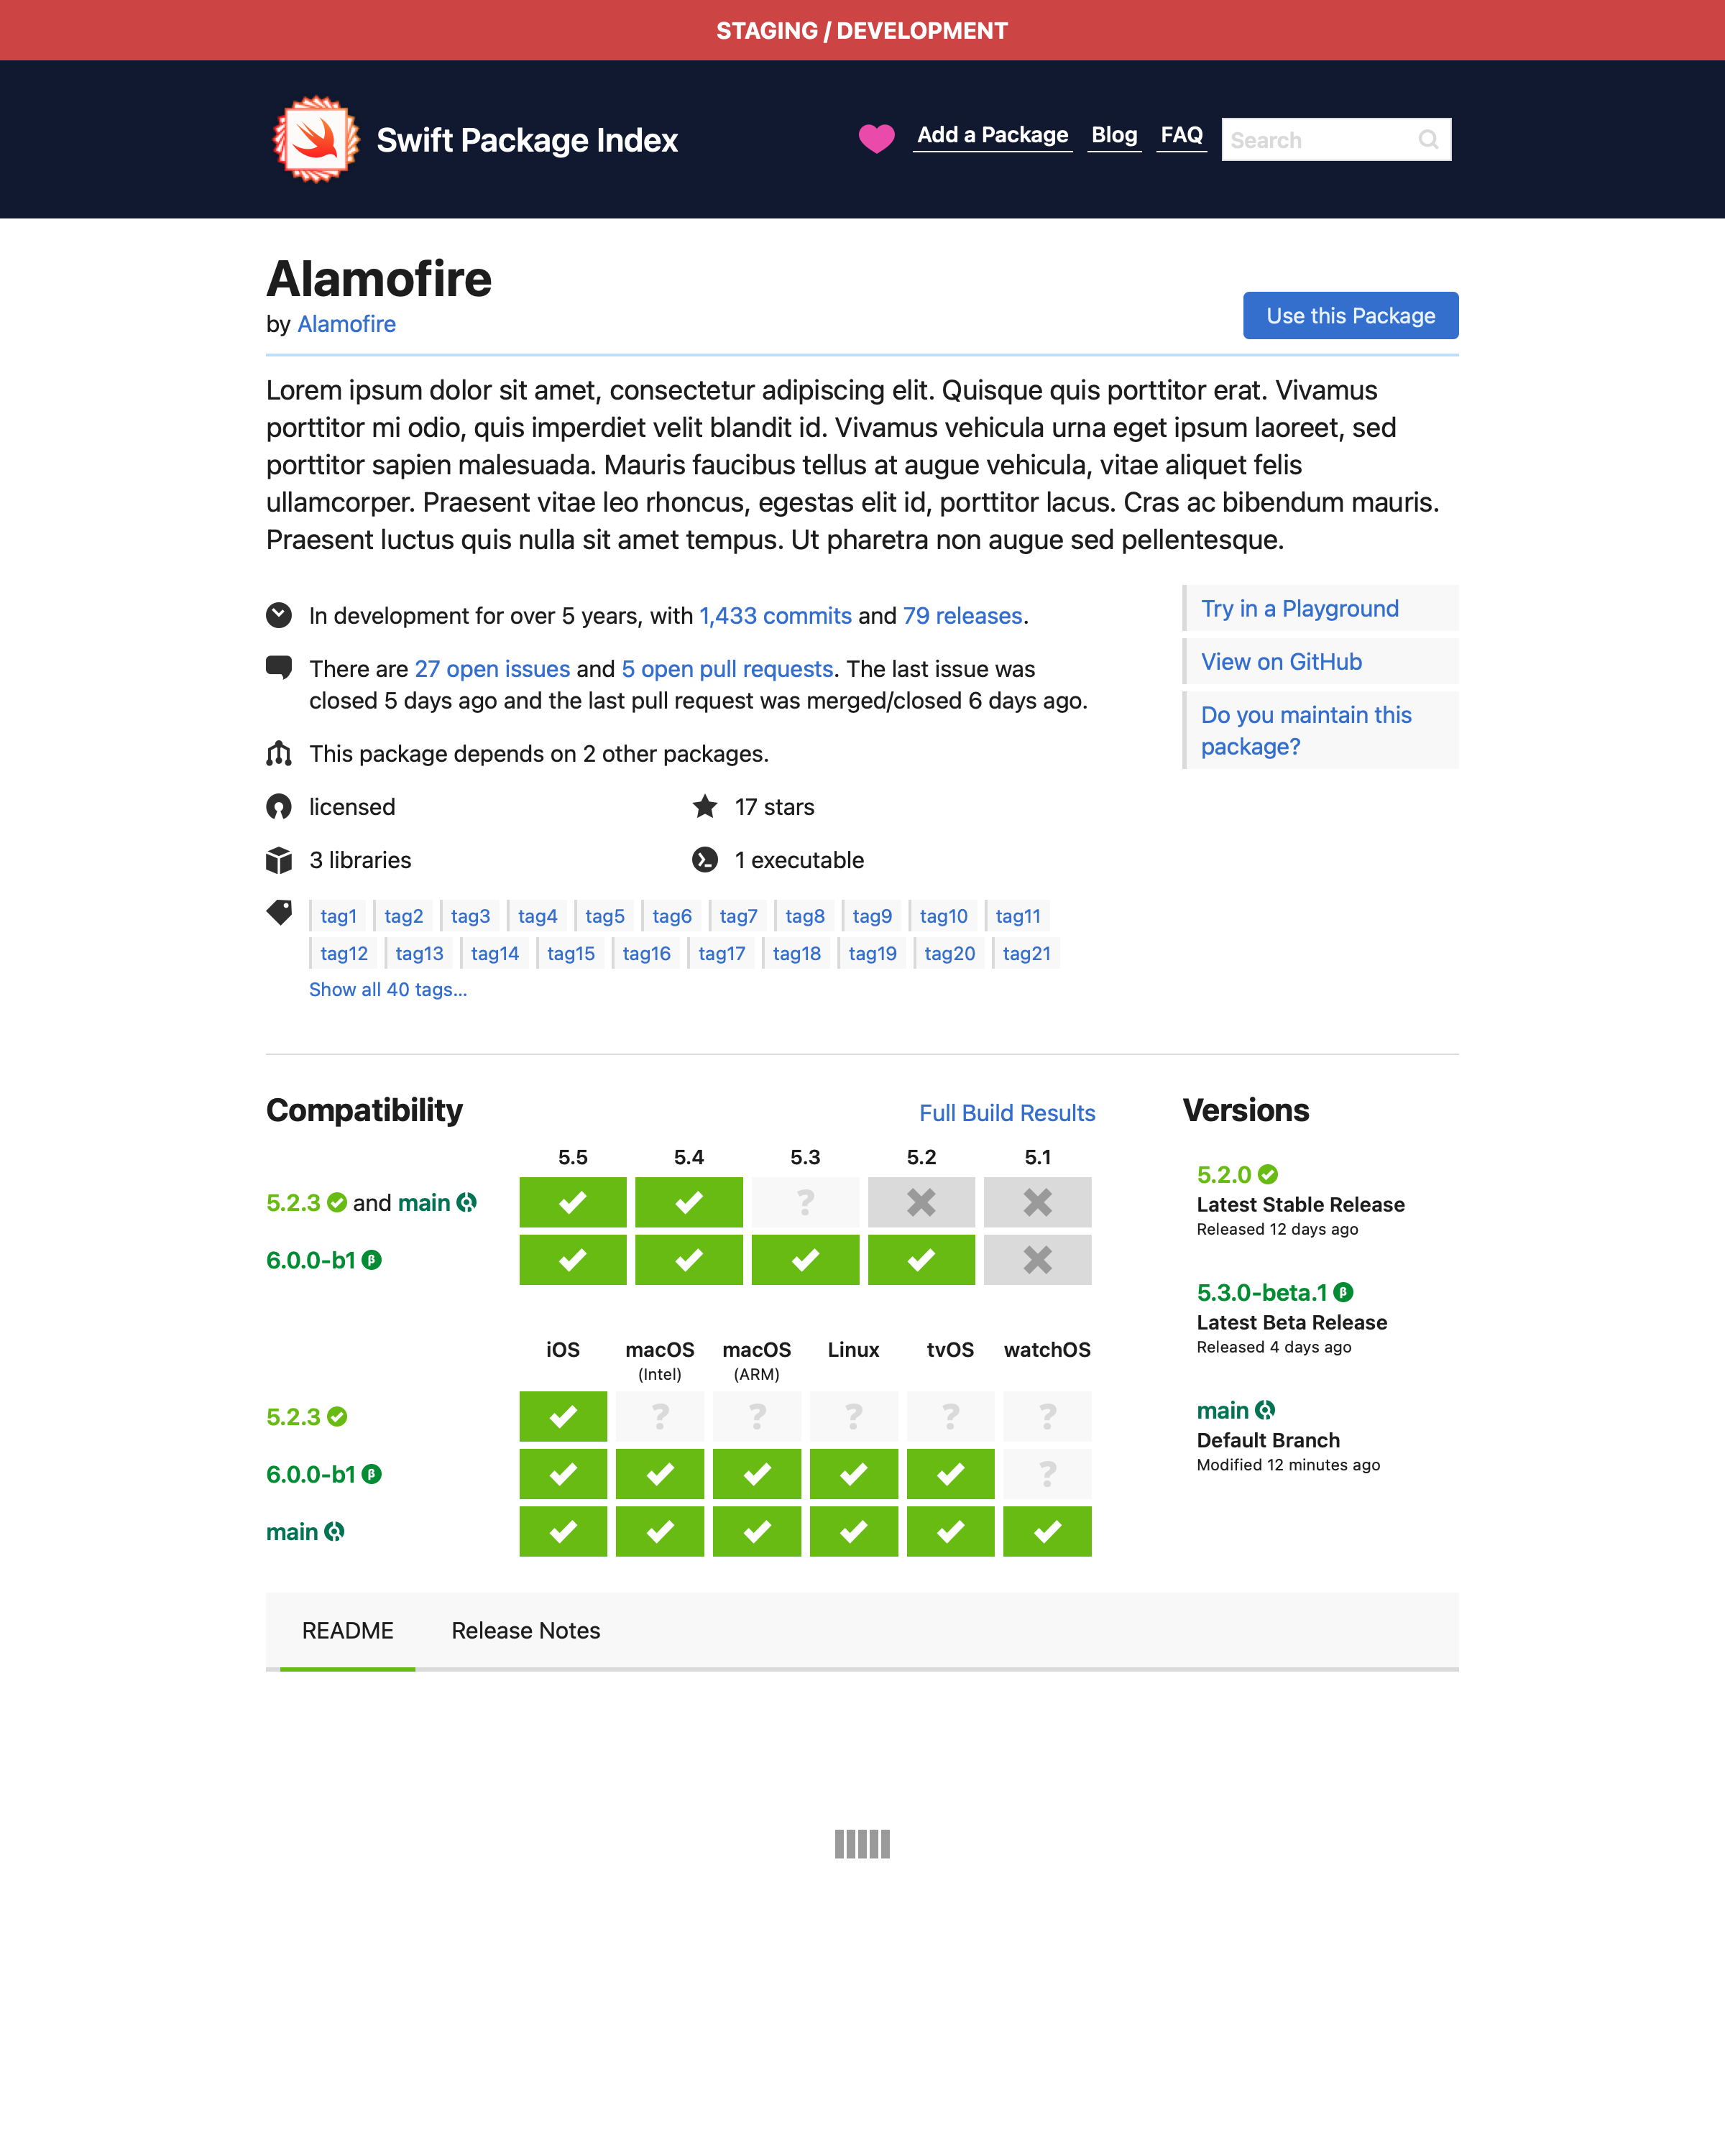 STAGING / DEVELOPMENT
Swift Package Index
Add a Package Blog FAQ Search
Alamofire
by Alamofire
Use this Package
Lorem ipsum dolor sit amet, consectetur adipiscing elit. Quisque quis porttitor erat. Vivamus
porttitor mi odio, quis imperdiet velit blandit id. Vivamus vehicula urna eget ipsum laoreet, sed
porttitor sapien malesuada. Mauris faucibus tellus at augue vehicula, vitae aliquet felis
ullamcorper. Praesent vitae leo rhoncus, egestas elit id, porttitor lacus. Cras ac bibendum mauris.
Praesent luctus quis nulla sit amet tempus. Ut pharetra non augue sed pellentesque.
In development for over 5 years, with 1,433 commits and 79 releases.
There are 27 open issues and 5 open pull requests. The last issue was
closed 5 days ago and the last pull request was merged/closed 6 days ago.
This package depends on 2 other packages.
licensed
17 stars
3 libraries
1 executable
tag1 tag2 tag3 tag4 tag5 tag6 tag7 tag8 tag9 tag10 tag11
tag12 tag13 tag14 tag15 tag16 tag17 tag18 tag19 tag20 tag21
Show all 40 tags...
Try in a Playground
View on GitHub
Do you maintain this
package?
Compatibility
Full Build Results
5.5 5.4 5.3 5.2 5.1
5.2.3 and main ?
6.0.0-b1 β
iOS macOS macOS Linux tvOS watchOS
(Intel) (ARM)
5.2.3 ? ? ? ? ?
6.0.0-b1 β ?
main
Versions
5.2.0
Latest Stable Release
Released 12 days ago
5.3.0-beta.1 β
Latest Beta Release
Released 4 days ago
main
Default Branch
Modified 12 minutes ago
README Release Notes